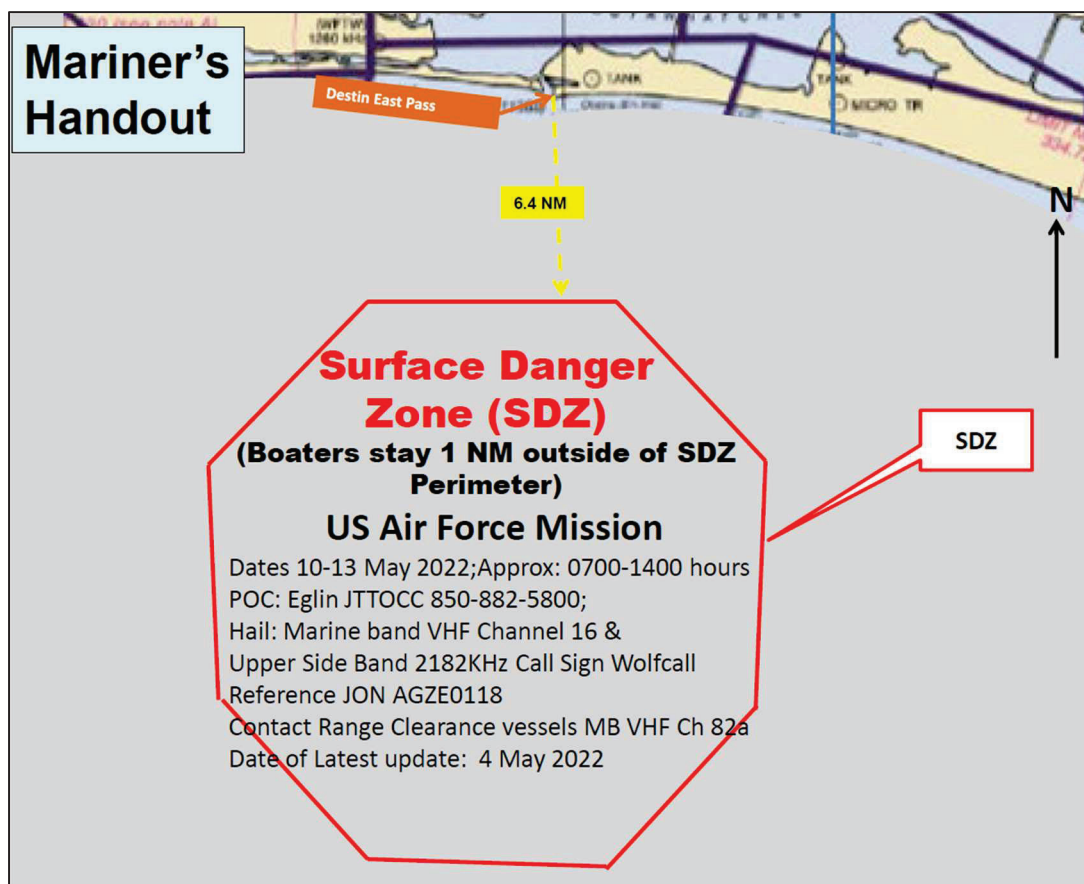 Mariner's
Handout
1260 kHz
Destin East Pass
TANK
TANK
MICRO TR
6.4 NM
N
Surface Danger
Zone (SDZ)
(Boaters stay 1 NM outside of SDZ
Perimeter)
SDZ
US Air Force Mission
Dates 10-13 May 2022;Approx: 0700-1400 hours
POC: Eglin JTTOCC 850-882-5800;
Hail: Marine band VHF Channel 16 &
Upper Side Band 2182KHz Call Sign Wolfcall
Reference JON AGZE0118
Contact Range Clearance vessels MB VHF Ch 82a
Date of Latest update:  4 May 2022